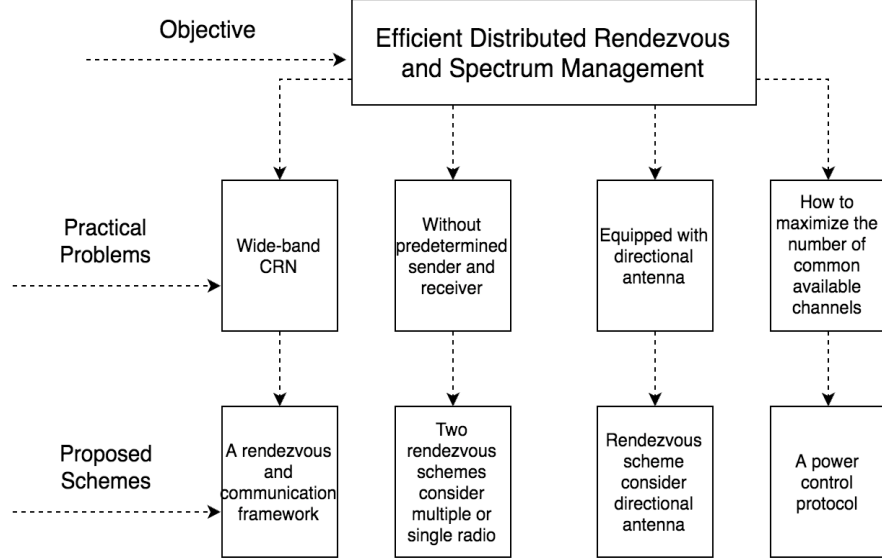 Objective
Efficient Distributed Rendezvous
and Spectrum Management
Practical
Problems
Wide-band
CRN
Without
predetermined
sender and
receiver
Equipped with
directional
antenna
How to
maximize the
number of
common
available
channels
Proposed
Schemes
A rendezvous
and
communication
framework
Two
rendezvous
schemes
consider
multiple or
single radio
Rendezvous
scheme
consider
directional
antenna
A power
control
protocol